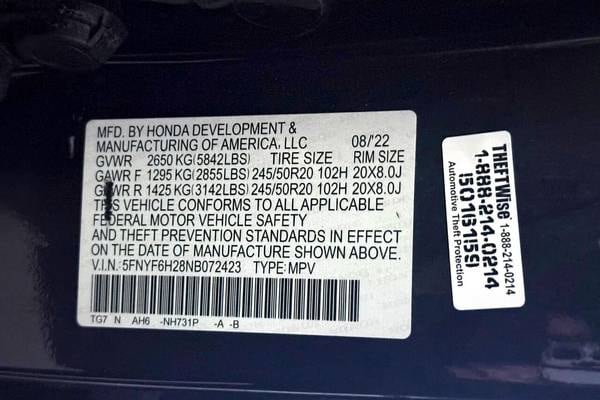 MFD. BY HONDA DEVELOPMENT &
MANUFACTURING OF AMERICA, LLC 08/'22
GVWR 2650 KG(5842LBS) TIRE SIZE RIM SIZE
GAWR F 1295 KG(2855LBS) 245/50R20 102H 20X8.0J
GAWR R 1425 KG(3142LBS) 245/50R20 102H 20X8.0J
THIS VEHICLE CONFORMS TO ALL APPLICABLE
FEDERAL MOTOR VEHICLE SAFETY
AND THEFT PREVENTION STANDARDS IN EFFECT
ON THE DATE OF MANUFACTURE SHOWN ABOVE.
V.I.N.: 5FNYF6H28NB072423 TYPE: MPV
TG7 N AH6 -NH731P -A -B
THEFTWISE 1-888-214-0214
1-888-214-0214
15016159
Automotive Theft Protection